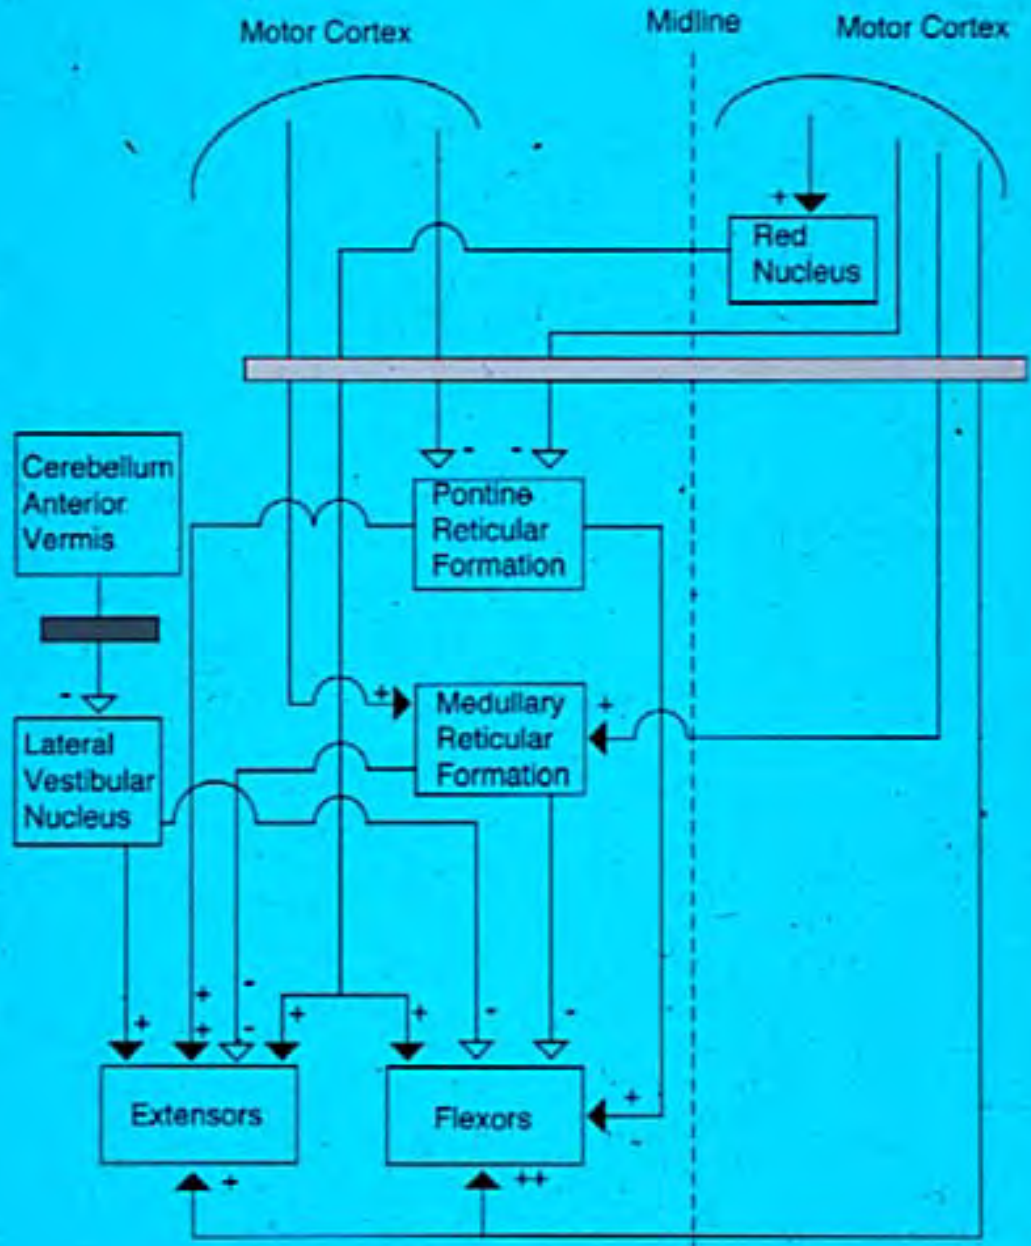 Motor Cortex
Midline
Motor Cortex
+
Red
Nucleus
- -
Cerebellum
Anterior
Vermis
Pontine
Reticular
Formation
-
+
Medullary
Reticular
Formation
+
Lateral
Vestibular
Nucleus
+ -
+ + - + + - - +
-
Extensors
Flexors
+ ++